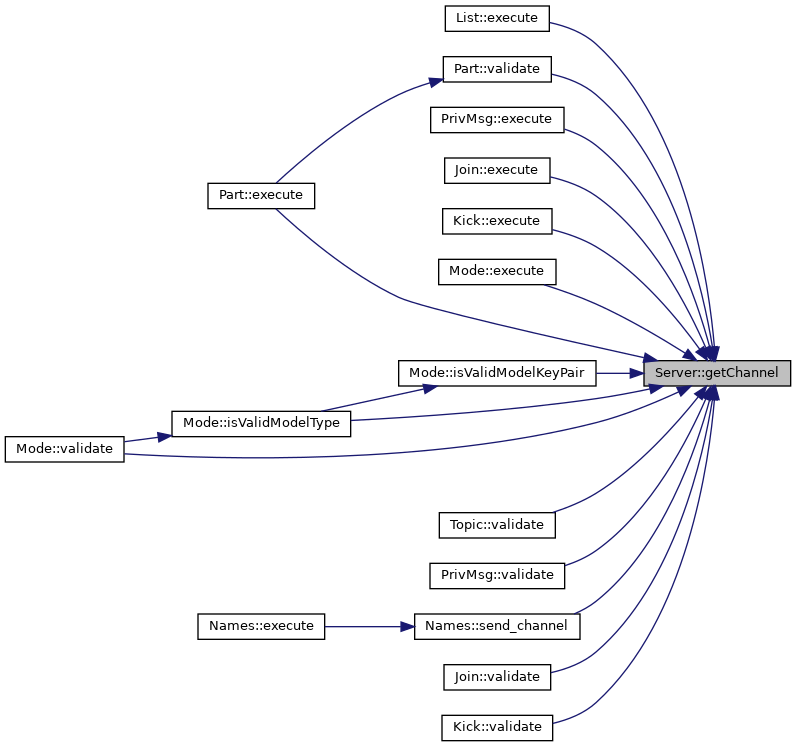 List::execute
Part::validate
PrivMsg::execute
Join::execute
Part::execute
Kick::execute
Mode::execute
Mode::isValidModelKeyPair
Server::getChannel
Mode::isValidModelType
Mode::validate
Topic::validate
PrivMsg::validate
Names::execute
Names::send_channel
Join::validate
Kick::validate